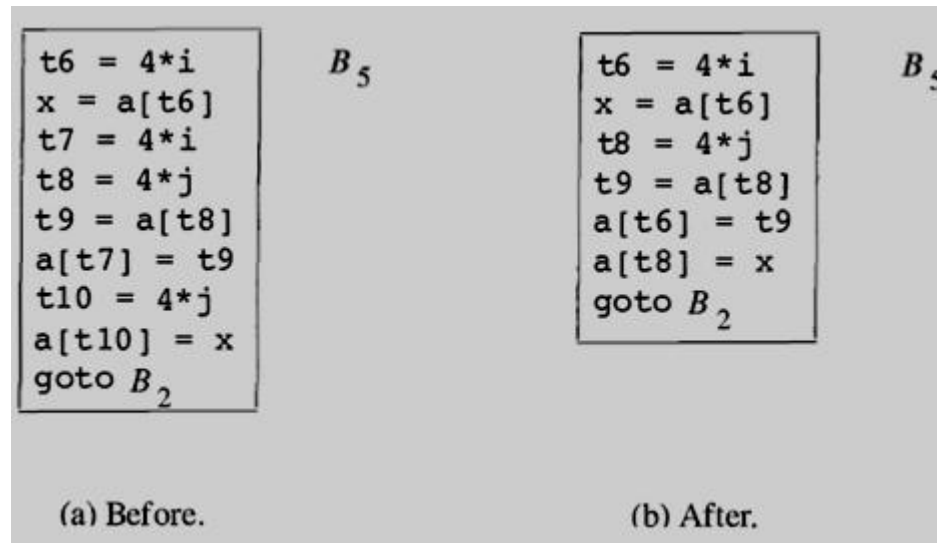 t6 = 4*i
x = a[t6]
t7 = 4*i
t8 = 4*j
t9 = a[t8]
a[t7] = t9
t10 = 4*j
a[t10] = x
goto B2
B5
(a) Before.
t6 = 4*i
x = a[t6]
t8 = 4*j
t9 = a[t8]
a[t6] = t9
a[t8] = x
goto B2
B5
(b) After.